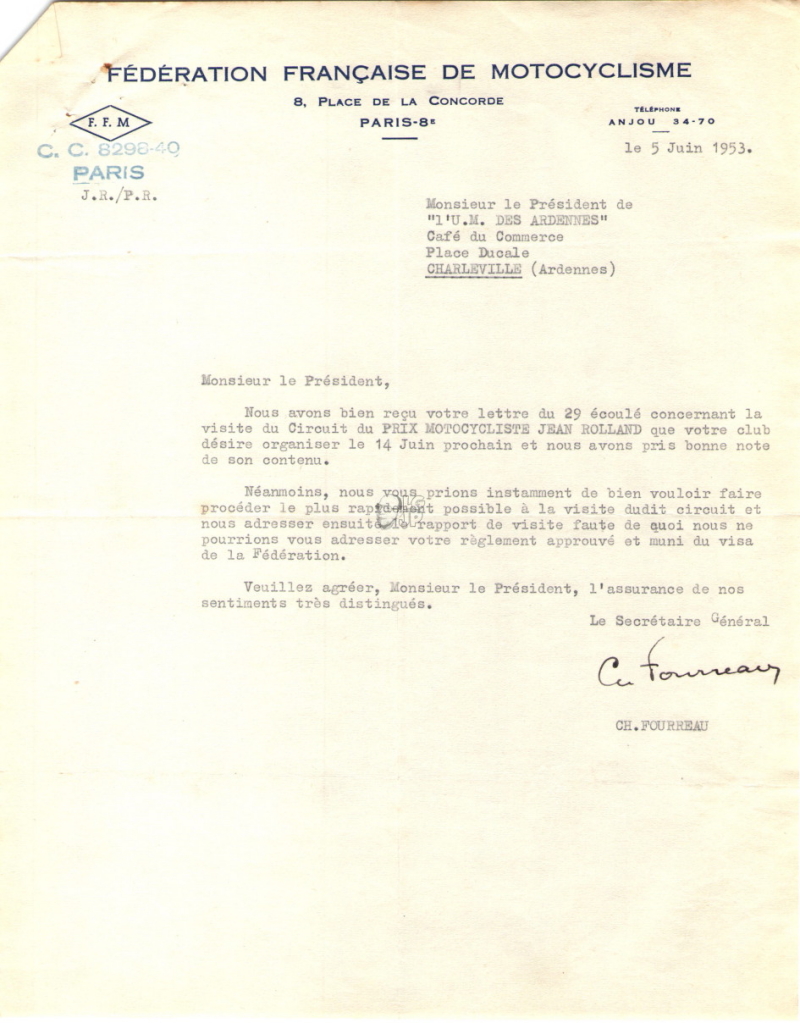 FÉDÉRATION FRANÇAISE DE MOTOCYCLISME
8, PLACE DE LA CONCORDE
PARIS-8E
F. F. M
TÉLÉPHONE
ANJOU 34-70
C. C. 8298-40
PARIS
J.R./P.R.
le 5 Juin 1953.
Monsieur le Président de
"l'U.M. DES ARDENNES"
Café du Commerce
Place Ducale
CHARLEVILLE (Ardennes)
Monsieur le Président,
Nous avons bien reçu votre lettre du 29 écoulé concernant la
visite du Circuit du PRIX MOTOCYCLISTE JEAN ROLLAND que votre club
désire organiser le 14 Juin prochain et nous avons pris bonne note
de son contenu.
Néanmoins, nous vous prions instamment de bien vouloir faire
procéder le plus rapidement possible à la visite dudit circuit et
nous adresser ensuite le rapport de visite faute de quoi nous ne
pourrions vous adresser votre règlement approuvé et muni du visa
de la Fédération.
Veuillez agréer, Monsieur le Président, l'assurance de nos
sentiments très distingués.
Le Secrétaire Général
Ch Fourreau
CH.FOURREAU